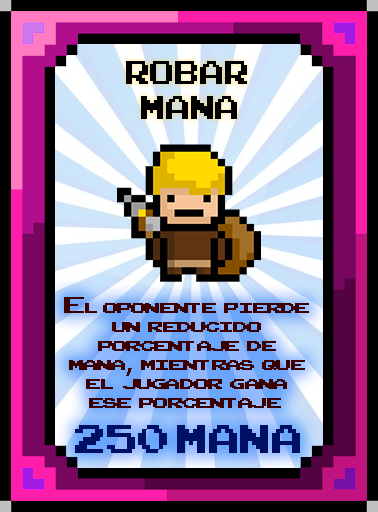 ROBAR
MANA
EL OPONENTE PIERDE
UN REDUCIDO
PORCENTAJE DE
MANA, MIENTRAS QUE
EL JUGADOR GANA
ESE PORCENTAJE
250 MANA